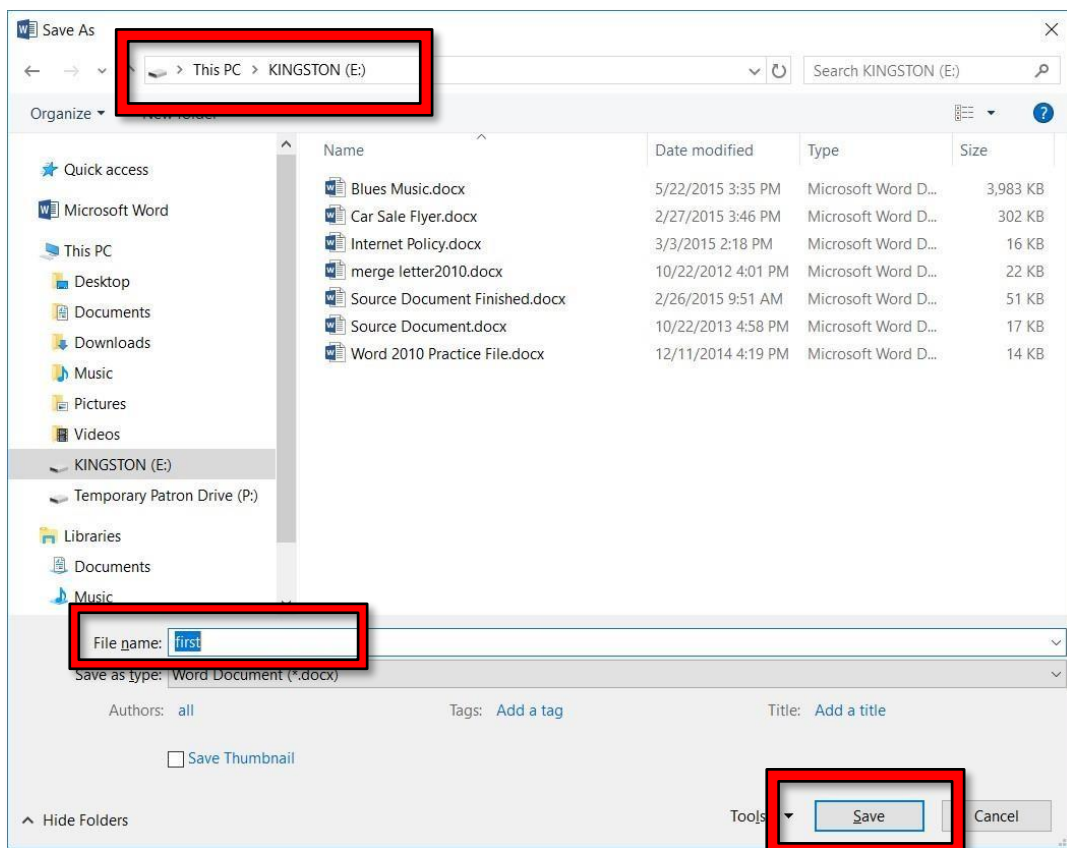 Save As
This PC > KINGSTON (E:)
Search KINGSTON (E:)
Organize
New folder
?
Name Date modified Type Size
Quick access
Microsoft Word
This PC
Desktop
Documents
Downloads
Music
Pictures
Videos
KINGSTON (E:)
Temporary Patron Drive (P:)
Libraries
Documents
Music
Blues Music.docx 5/22/2015 3:35 PM Microsoft Word D... 3,983 KB
Car Sale Flyer.docx 2/27/2015 3:46 PM Microsoft Word D... 302 KB
Internet Policy.docx 3/3/2015 2:18 PM Microsoft Word D... 16 KB
merge letter2010.docx 10/22/2012 4:01 PM Microsoft Word D... 22 KB
Source Document Finished.docx 2/26/2015 9:51 AM Microsoft Word D... 51 KB
Source Document.docx 10/22/2013 4:58 PM Microsoft Word D... 17 KB
Word 2010 Practice File.docx 12/11/2014 4:19 PM Microsoft Word D... 14 KB
File name: first
Save as type: Word Document (*.docx)
Authors: all Tags: Add a tag Title: Add a title
Save Thumbnail
Hide Folders Tools Save Cancel